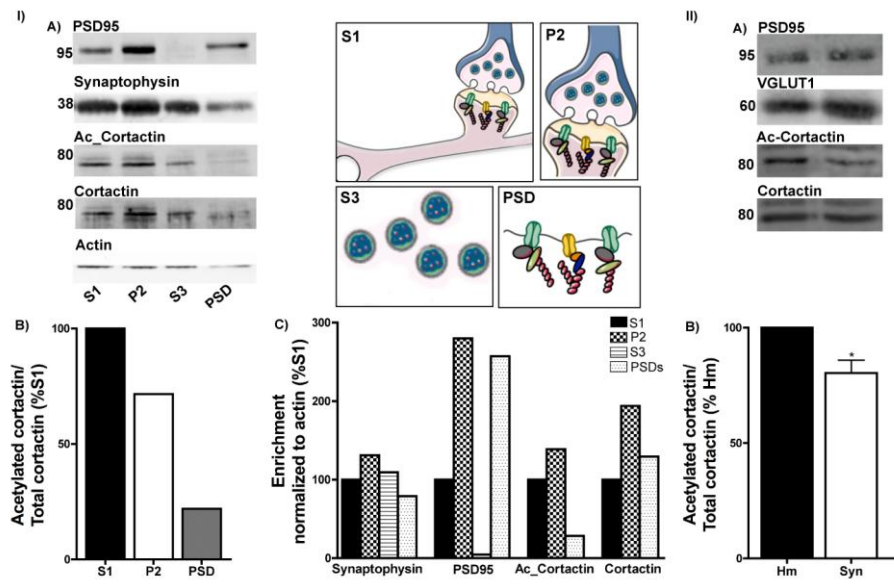 I)
A)
PSD95
95
Synaptophysin
38
Ac_Cortactin
80
Cortactin
80
Actin
S1 P2 S3 PSD
S1
P2
S3
PSD
II)
A)
PSD95
95
VGLUT1
60
Ac-Cortactin
80
Cortactin
80
B)
Acetylated cortactin/
Total cortactin (%S1)
100
50
0
S1 P2 PSD
C)
Enrichment
normalized to actin (%S1)
300
200
100
0
S1
P2
S3
PSDs
Synaptophysin PSD95 Ac_Cortactin Cortactin
B)
Acetylated cortactin/
Total cortactin (% Hm)
100
50
0
*
Hm Syn